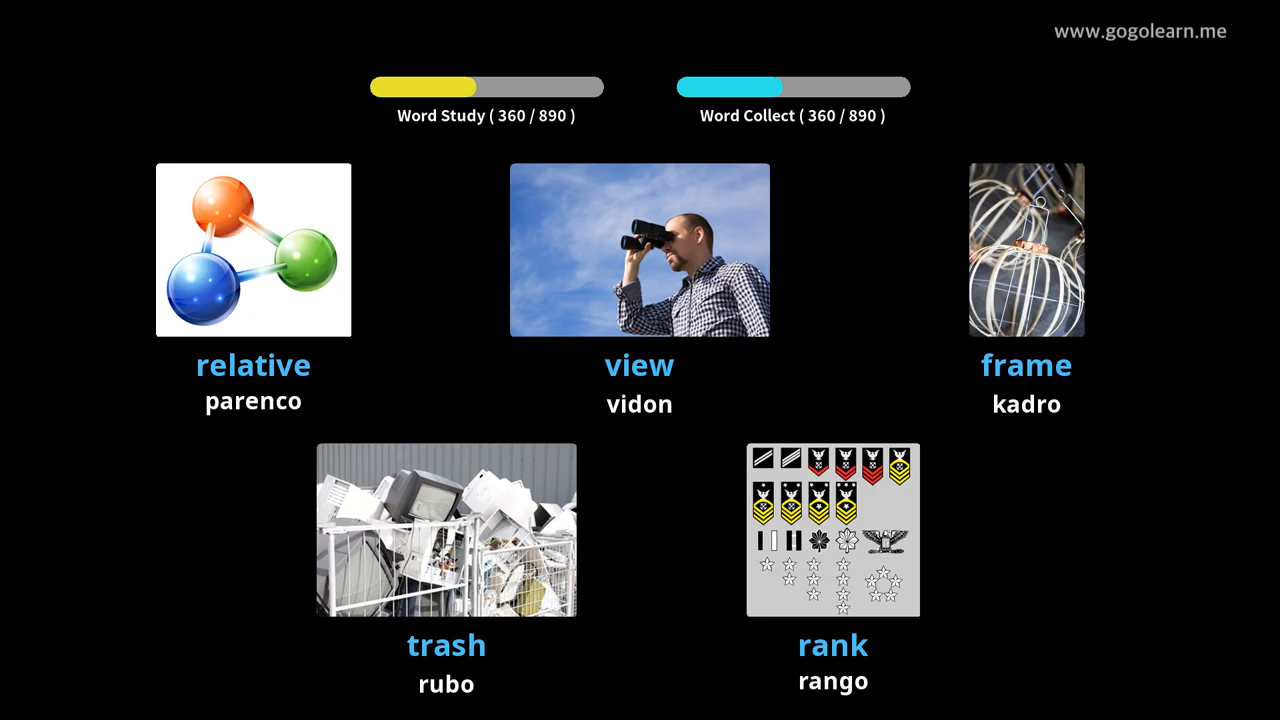 www.gogolearn.me
Word Study ( 360 / 890 )
Word Collect ( 360 / 890 )
relative
parenco
view
vidon
frame
kadro
trash
rubo
rank
rango